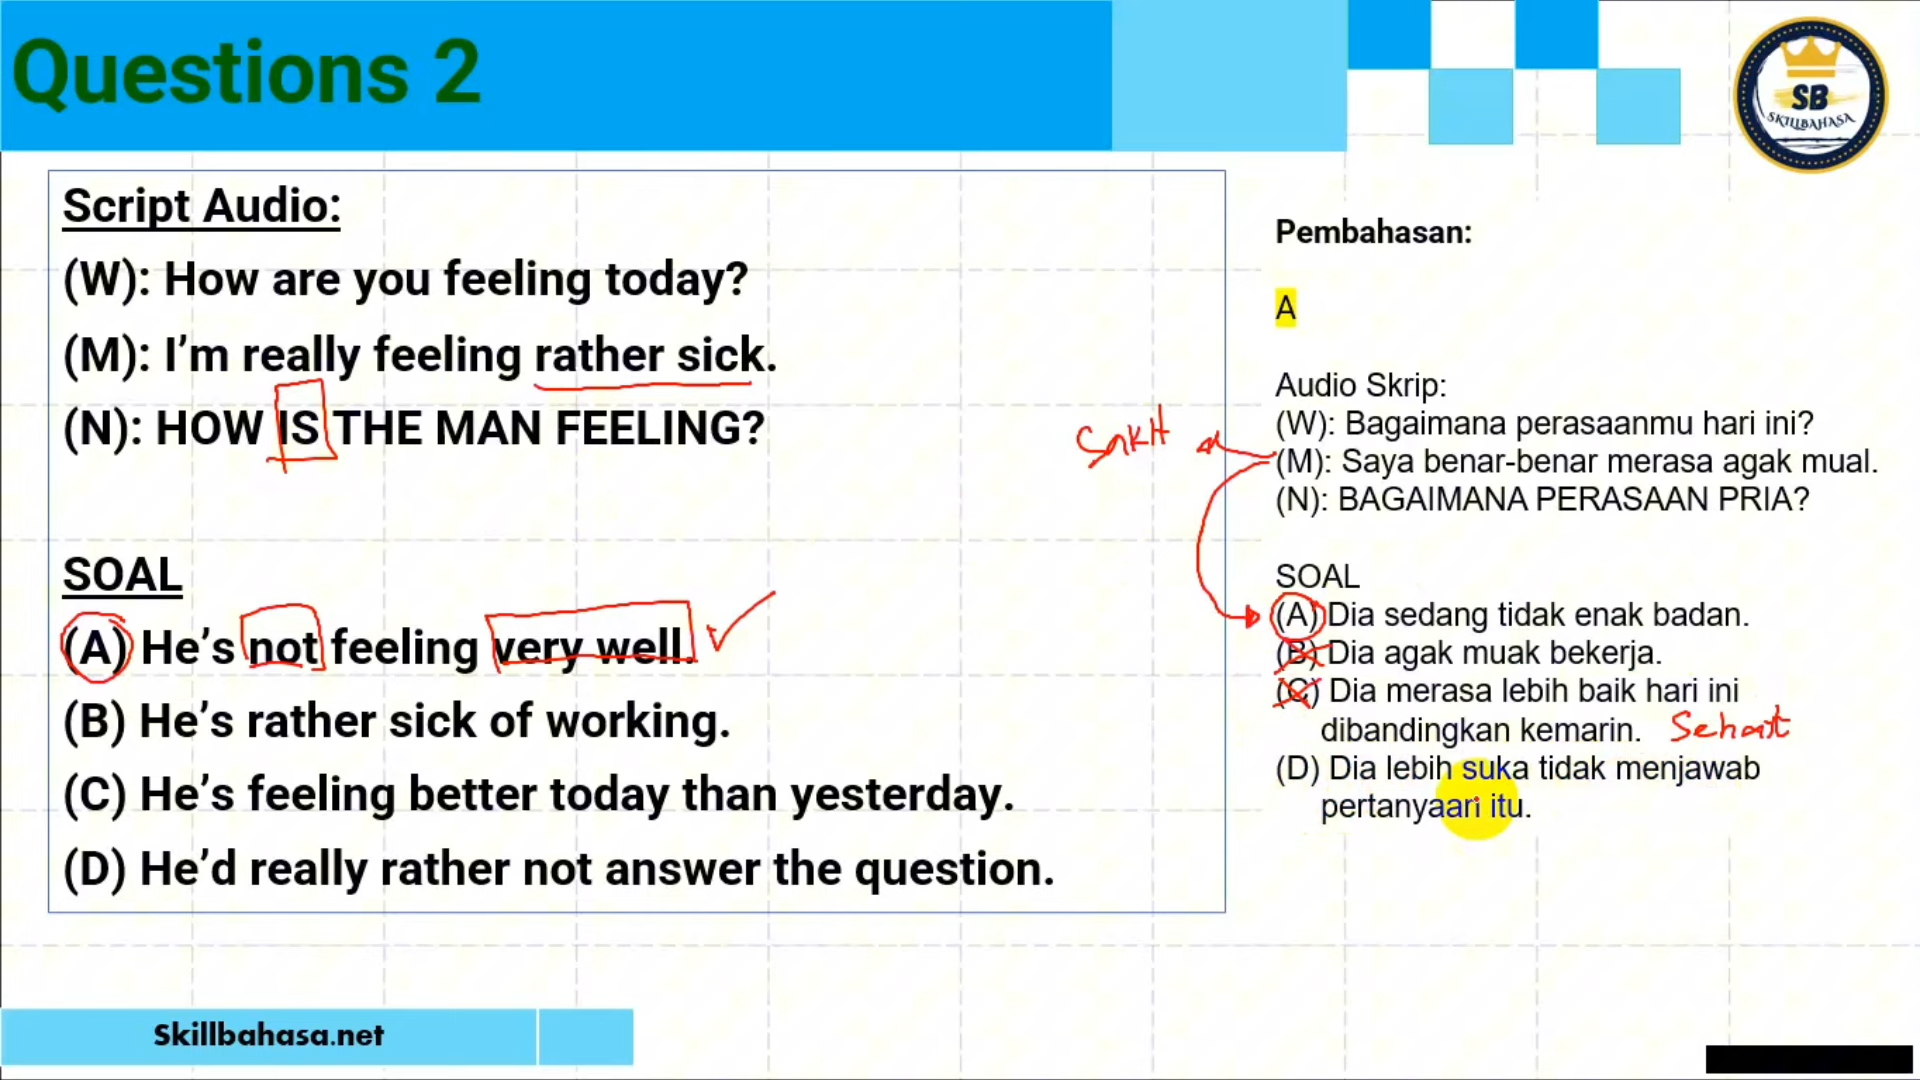 Questions 2
SB
SKILLBAHASA
Script Audio:
(W): How are you feeling today?
(M): I’m really feeling rather sick.
(N): HOW IS THE MAN FEELING?
SOAL
(A) He’s not feeling very well.
(B) He’s rather sick of working.
(C) He’s feeling better today than yesterday.
(D) He’d really rather not answer the question.
Pembahasan:
A
Audio Skrip:
(W): Bagaimana perasaanmu hari ini?
Sakit
(M): Saya benar-benar merasa agak mual.
(N): BAGAIMANA PERASAAN PRIA?
SOAL
(A) Dia sedang tidak enak badan.
(B) Dia agak muak bekerja.
(C) Dia merasa lebih baik hari ini
dibandingkan kemarin. Sehat
(D) Dia lebih suka tidak menjawab
pertanyaan itu.
Skillbahasa.net